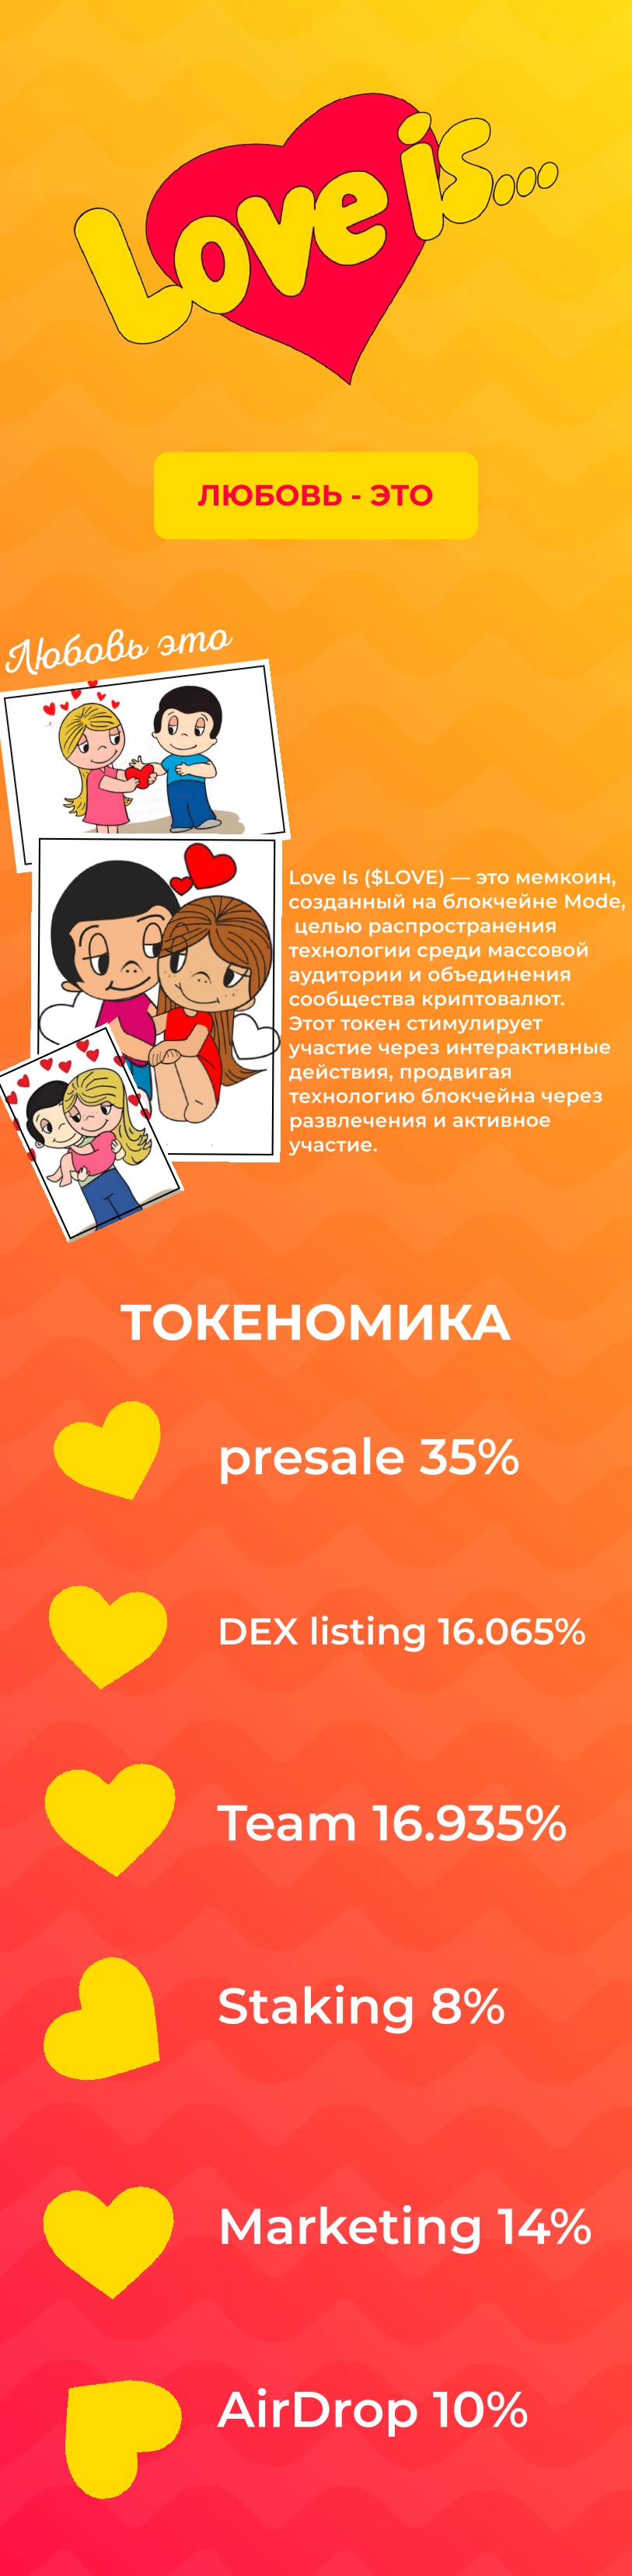 Love is...
ЛЮБОВЬ - ЭТО
Любовь это
Love Is ($LOVE) — это мемкоин,
созданный на блокчейне Mode,
целью распространения
технологии среди массовой
аудитории и объединения
сообщества криптовалют.
Этот токен стимулирует
участие через интерактивные
действия, продвигая
технологию блокчейна через
развлечения и активное
участие.
ТОКЕНОМИКА
presale 35%
DEX listing 16.065%
Team 16.935%
Staking 8%
Marketing 14%
AirDrop 10%